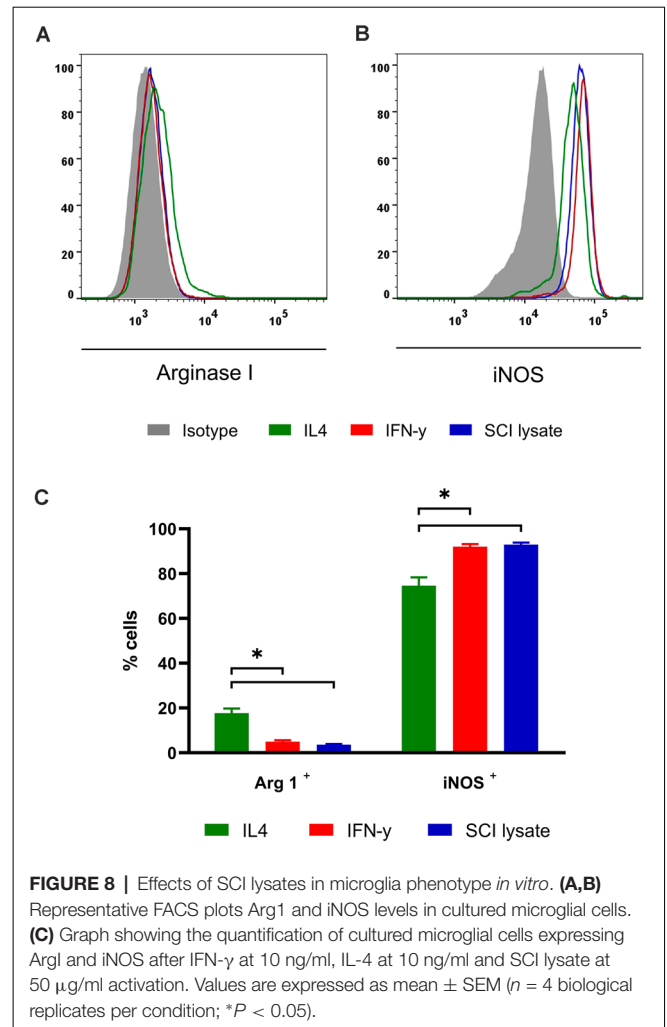 A
B
100
80
60
40
20
0
10³ 10⁴ 10⁵
Arginase I
100
80
60
40
20
0
10³ 10⁴ 10⁵
iNOS
Isotype IL4 IFN-y SCI lysate
C
% cells
100
80
60
40
20
0
*
*
Arg 1 ⁺ iNOS ⁺
IL4 IFN-y SCI lysate
FIGURE 8 | Effects of SCI lysates in microglia phenotype in vitro. (A,B)
Representative FACS plots Arg1 and iNOS levels in cultured microglial cells.
(C) Graph showing the quantification of cultured microglial cells expressing
ArgI and iNOS after IFN-γ at 10 ng/ml, IL-4 at 10 ng/ml and SCI lysate at
50 μg/ml activation. Values are expressed as mean ± SEM (n = 4 biological
replicates per condition; *P < 0.05).